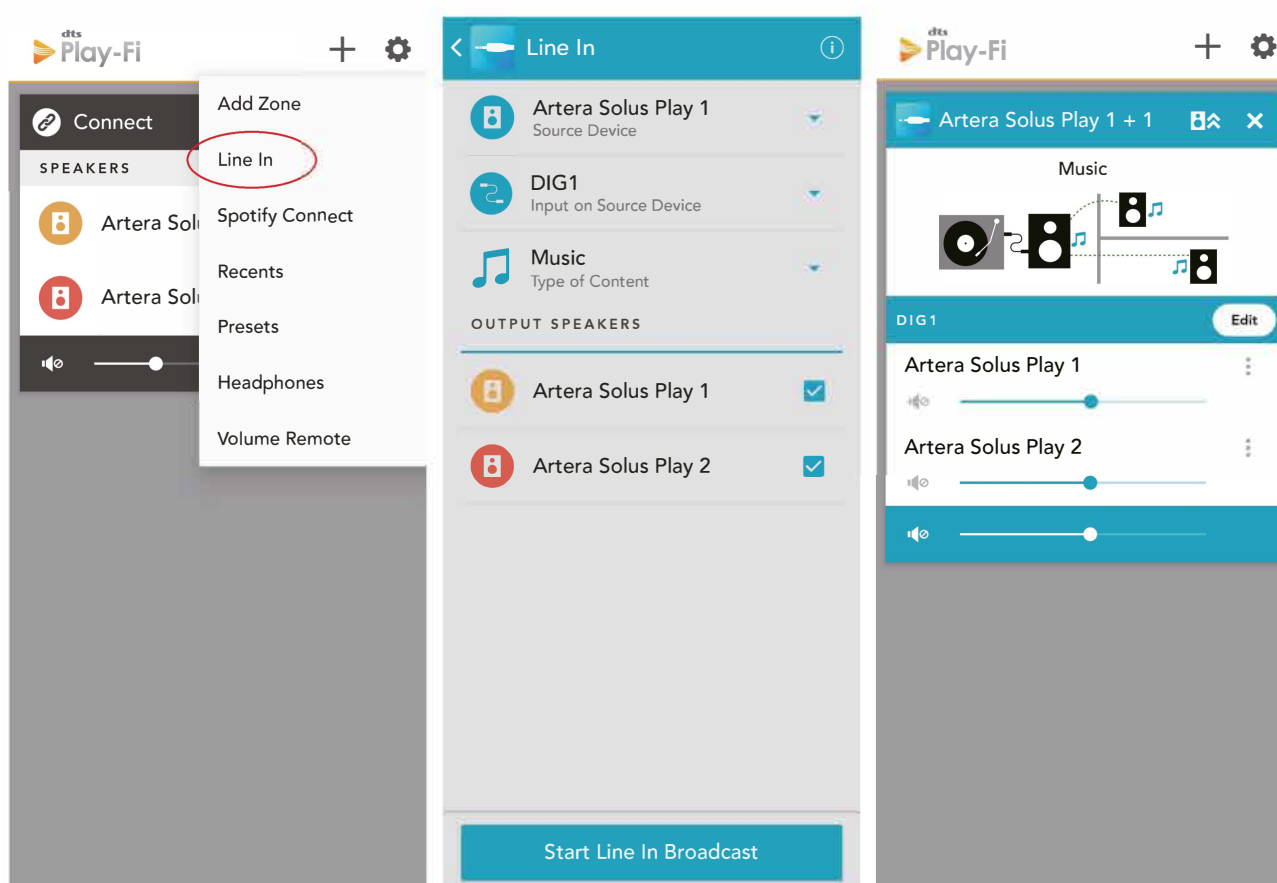 dts
Play-Fi
Connect
SPEAKERS
Artera Sol
Artera Sol
Add Zone
Line In
Spotify Connect
Recents
Presets
Headphones
Volume Remote
Line In
Artera Solus Play 1
Source Device
DIG1
Input on Source Device
Music
Type of Content
OUTPUT SPEAKERS
Artera Solus Play 1
Artera Solus Play 2
Start Line In Broadcast
dts
Play-Fi
Artera Solus Play 1 + 1
Music
DIG1
Edit
Artera Solus Play 1
Artera Solus Play 2